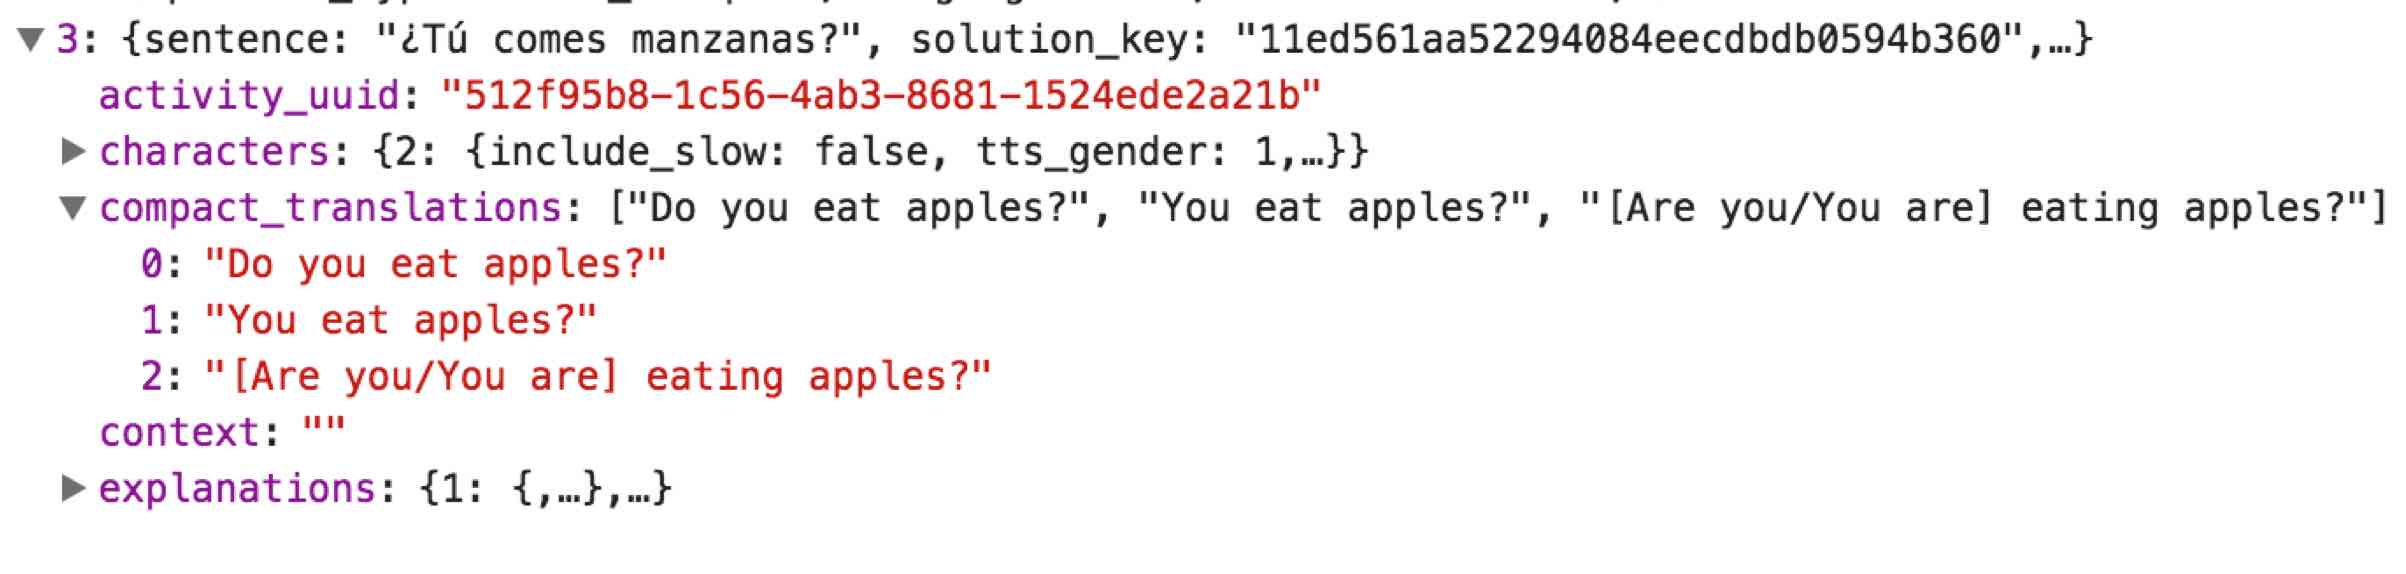 ▼ 3: {sentence: "¿Tú comes manzanas?", solution_key: "11ed561aa52294084eecdbdb0594b360",…}
activity_uuid: "512f95b8-1c56-4ab3-8681-1524ede2a21b"
▶ characters: {2: {include_slow: false, tts_gender: 1,…}}
▼ compact_translations: ["Do you eat apples?", "You eat apples?", "[Are you/You are] eating apples?"]
0: "Do you eat apples?"
1: "You eat apples?"
2: "[Are you/You are] eating apples?"
context: ""
▶ explanations: {1: {,…},…}